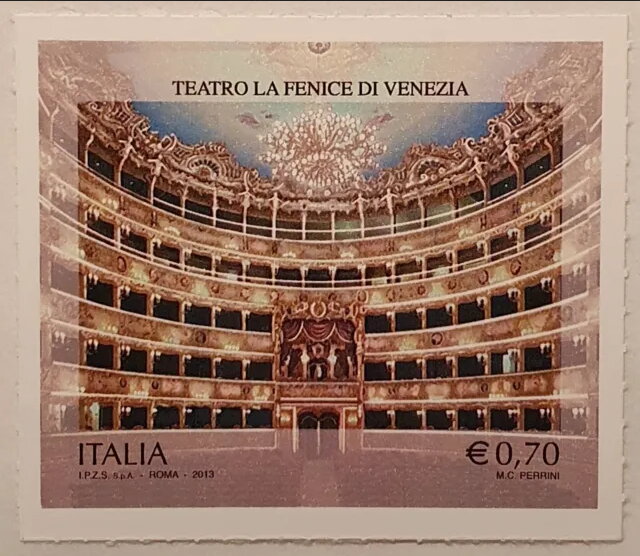 TEATRO LA FENICE DI VENEZIA
ITALIA
€0,70
I.P.Z.S. S.p.A. - ROMA - 2013
M.C. PERRINI